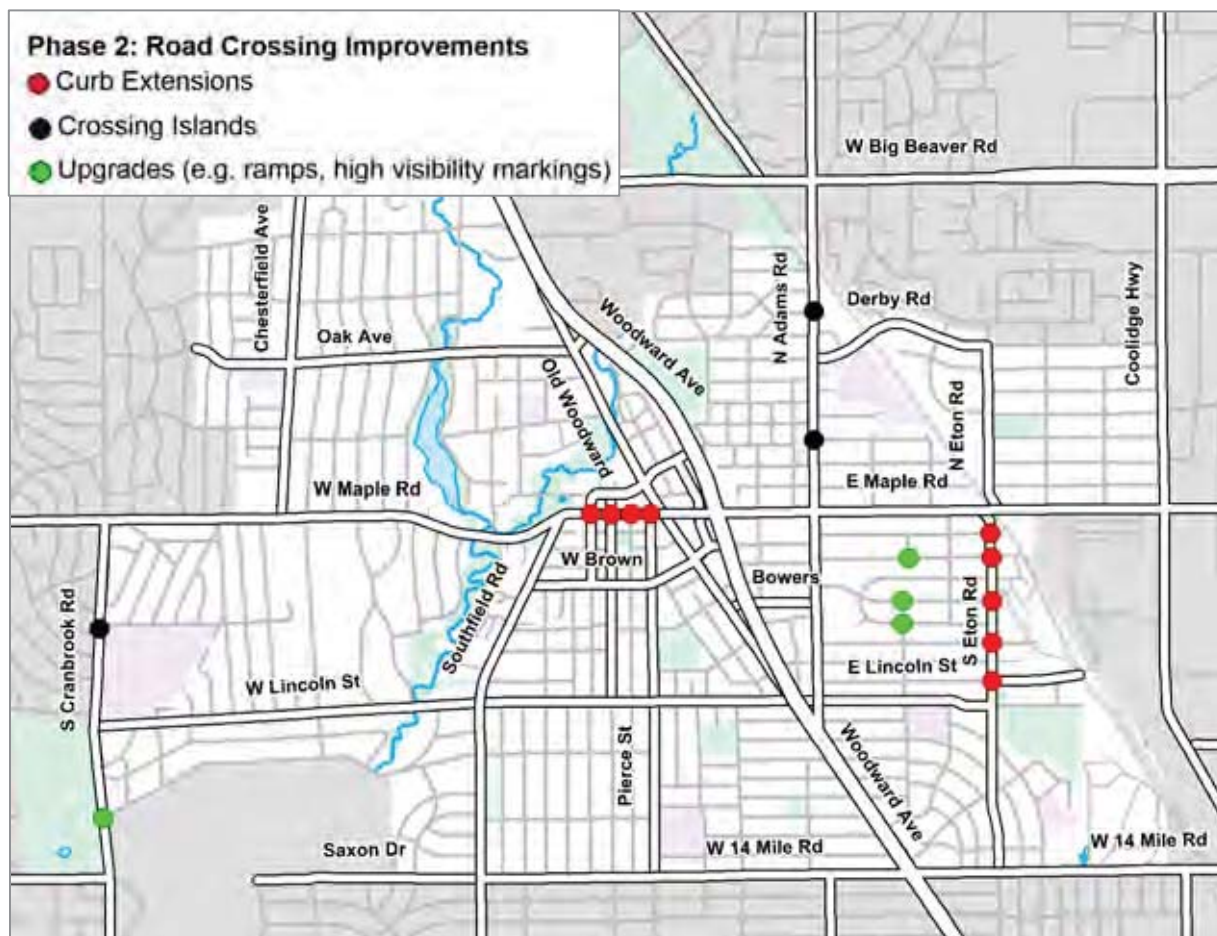 Phase 2: Road Crossing Improvements
Curb Extensions
Crossing Islands
Upgrades (e.g. ramps, high visibility markings)
W Big Beaver Rd
Chesterfield Ave
Oak Ave
Woodward Ave
N Adams Rd
Derby Rd
Coolidge Hwy
Old Woodward
N Eton Rd
W Maple Rd
E Maple Rd
W Brown
Bowers
S Cranbrook Rd
Southfield Rd
S Eton Rd
W Lincoln St
E Lincoln St
Pierce St
Woodward Ave
Saxon Dr
W 14 Mile Rd
W 14 Mile Rd